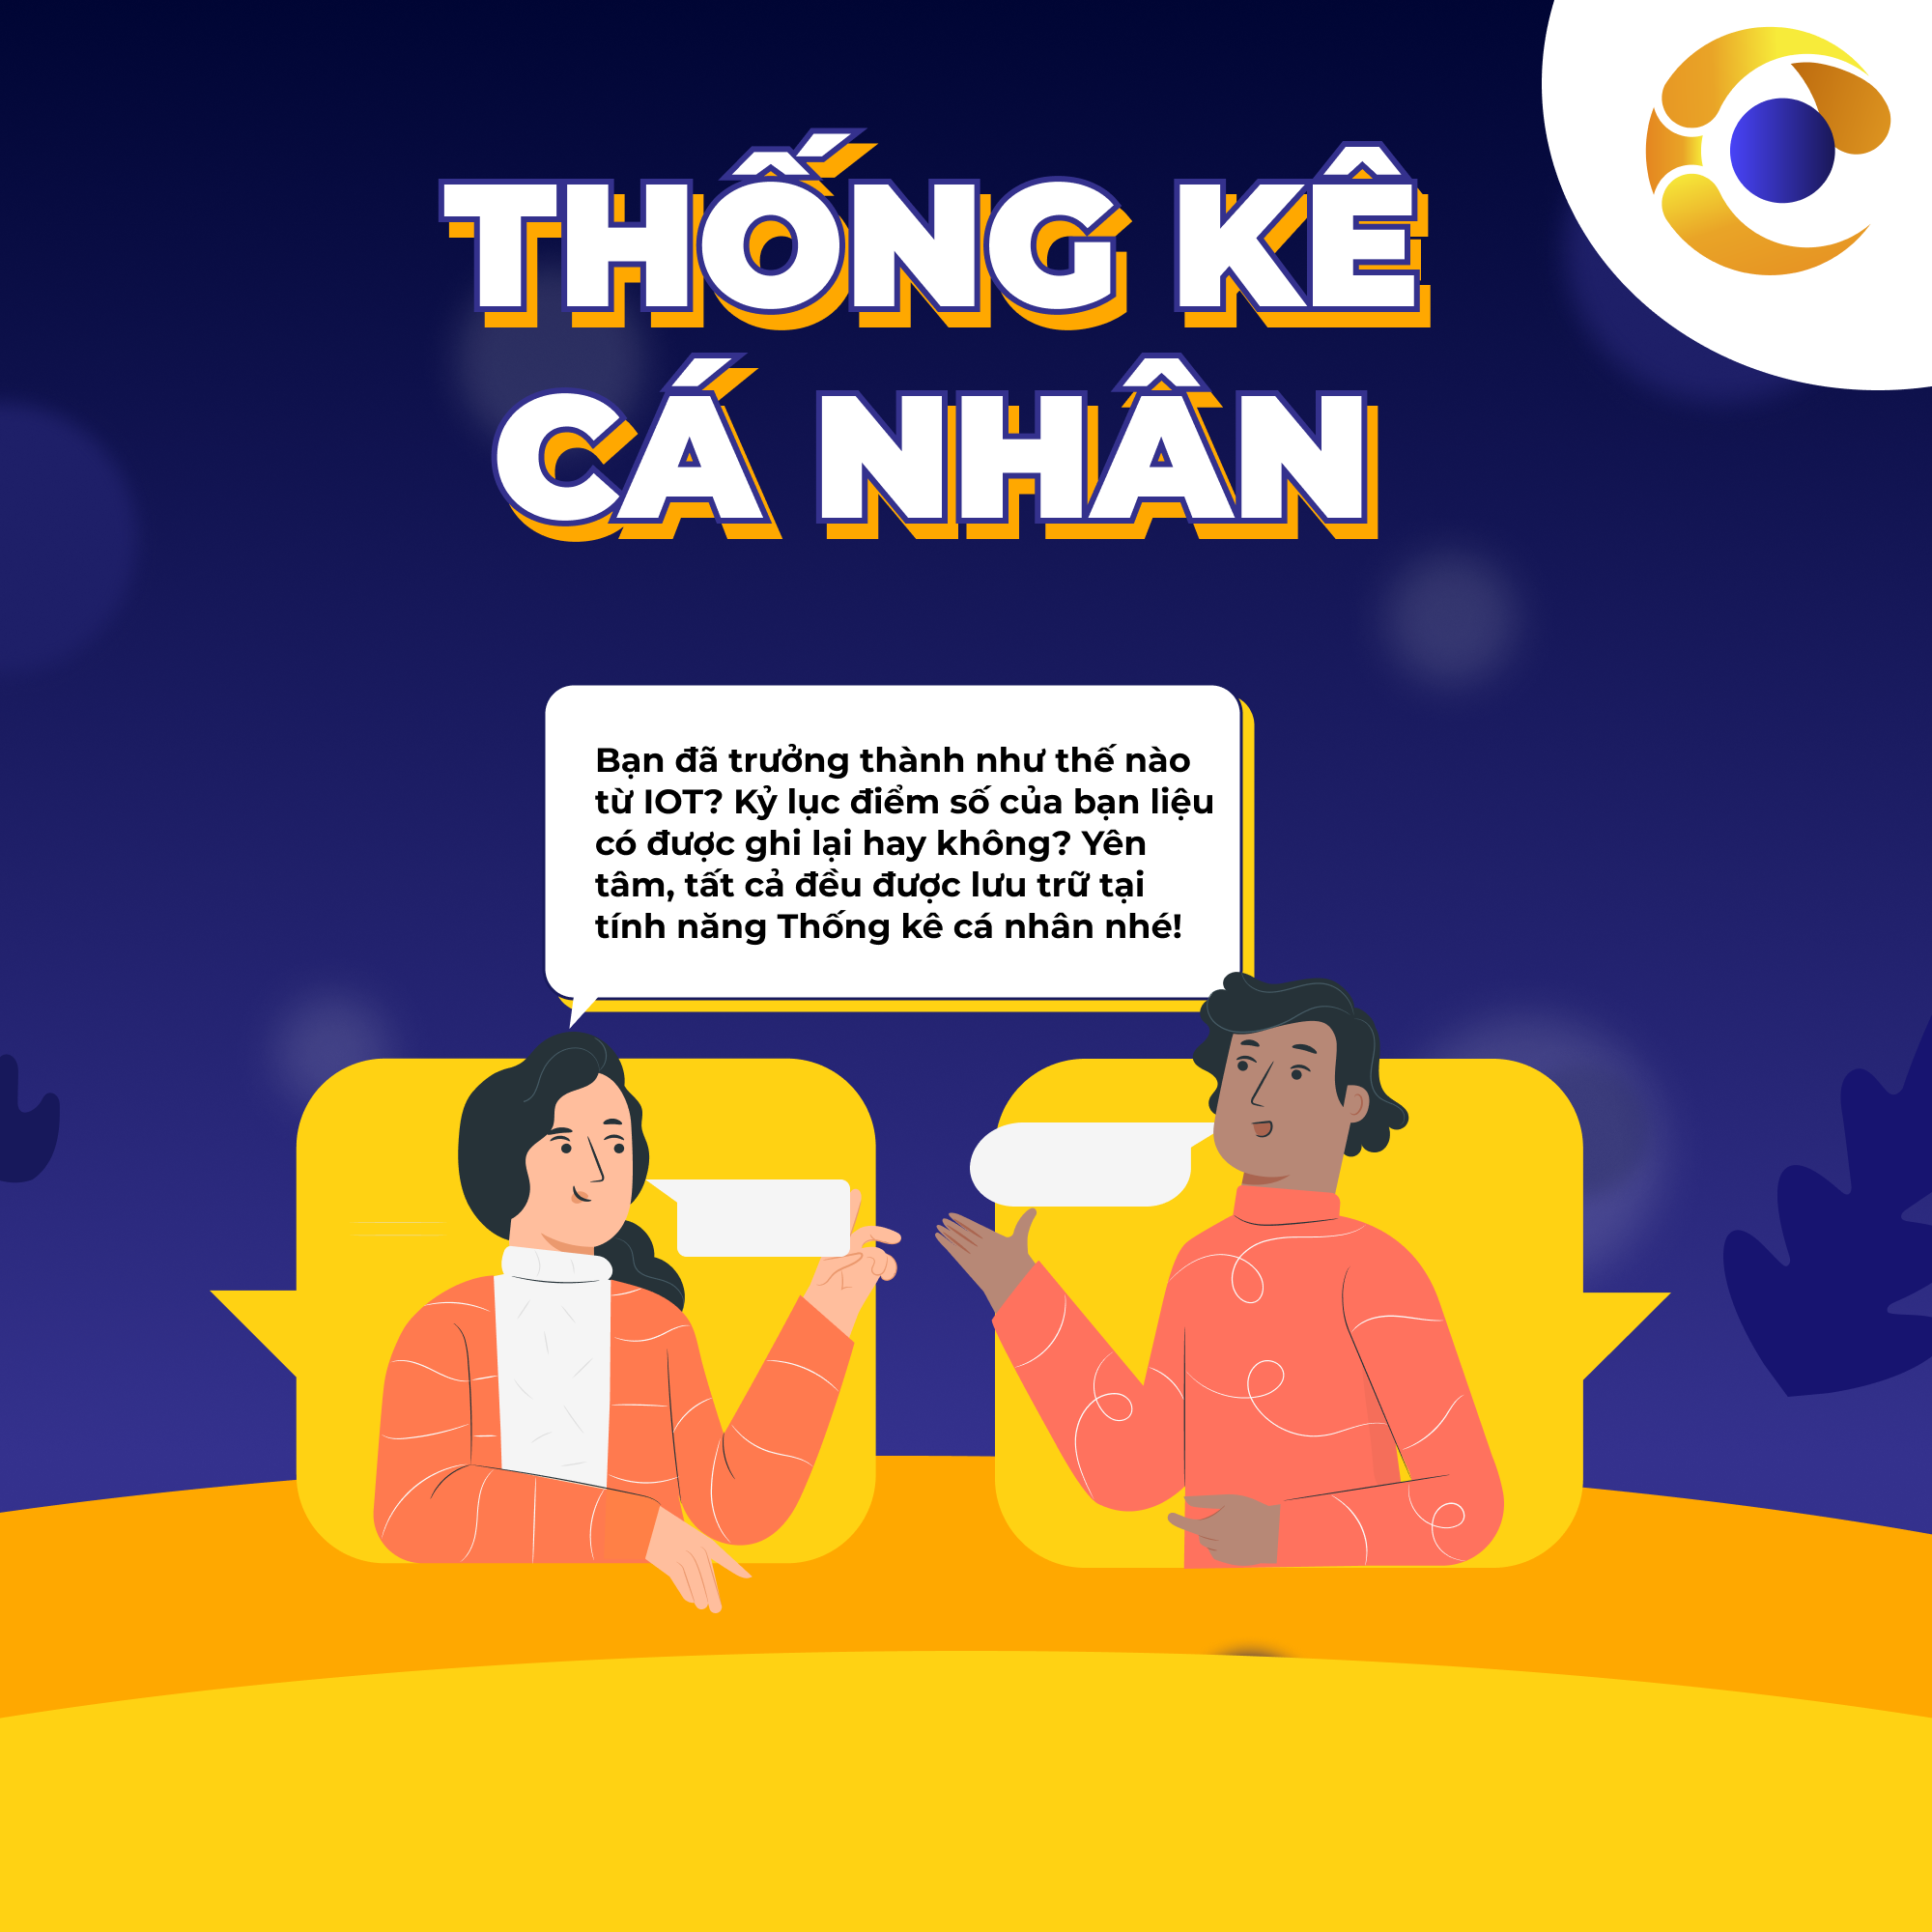 THỐNG KÊ
CÁ NHÂN
Bạn đã trưởng thành như thế nào
từ IOT? Kỷ lục điểm số của bạn liệu
có được ghi lại hay không? Yên
tâm, tất cả đều được lưu trữ tại
tính năng Thống kê cá nhân nhé!